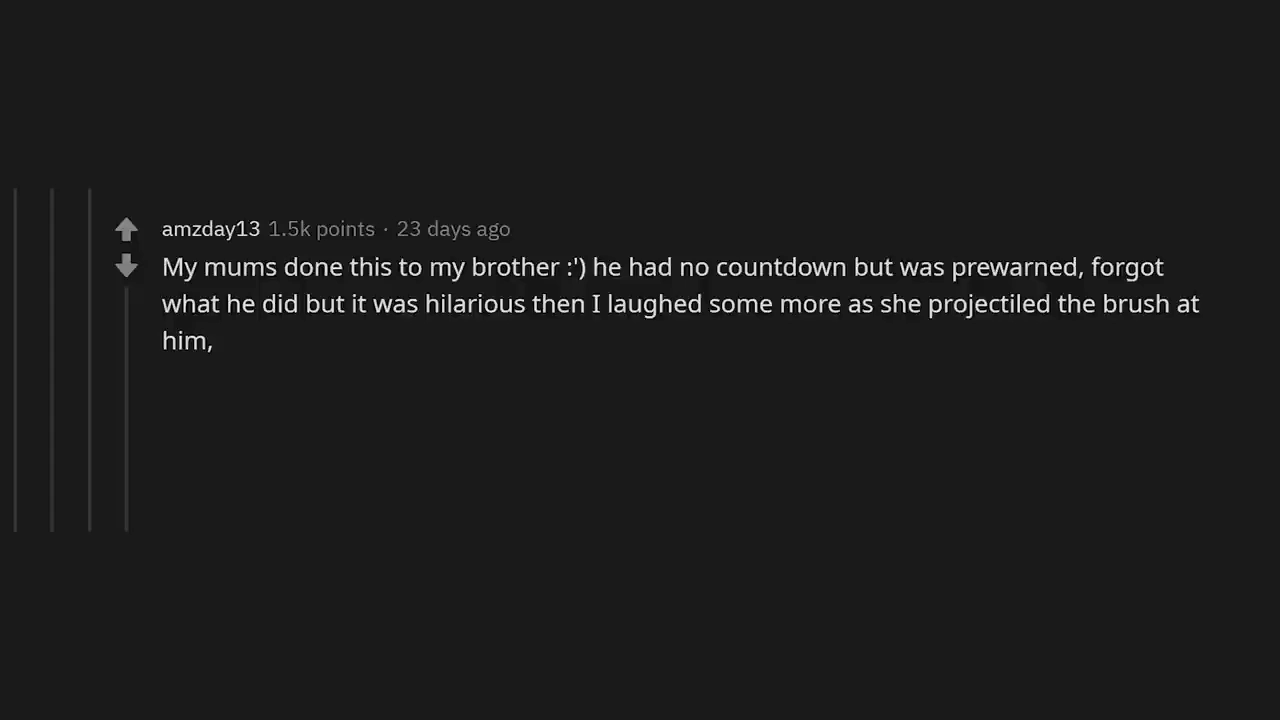 amzday13 1.5k points · 23 days ago
My mums done this to my brother :') he had no countdown but was prewarned, forgot
what he did but it was hilarious then I laughed some more as she projectiled the brush at
him,